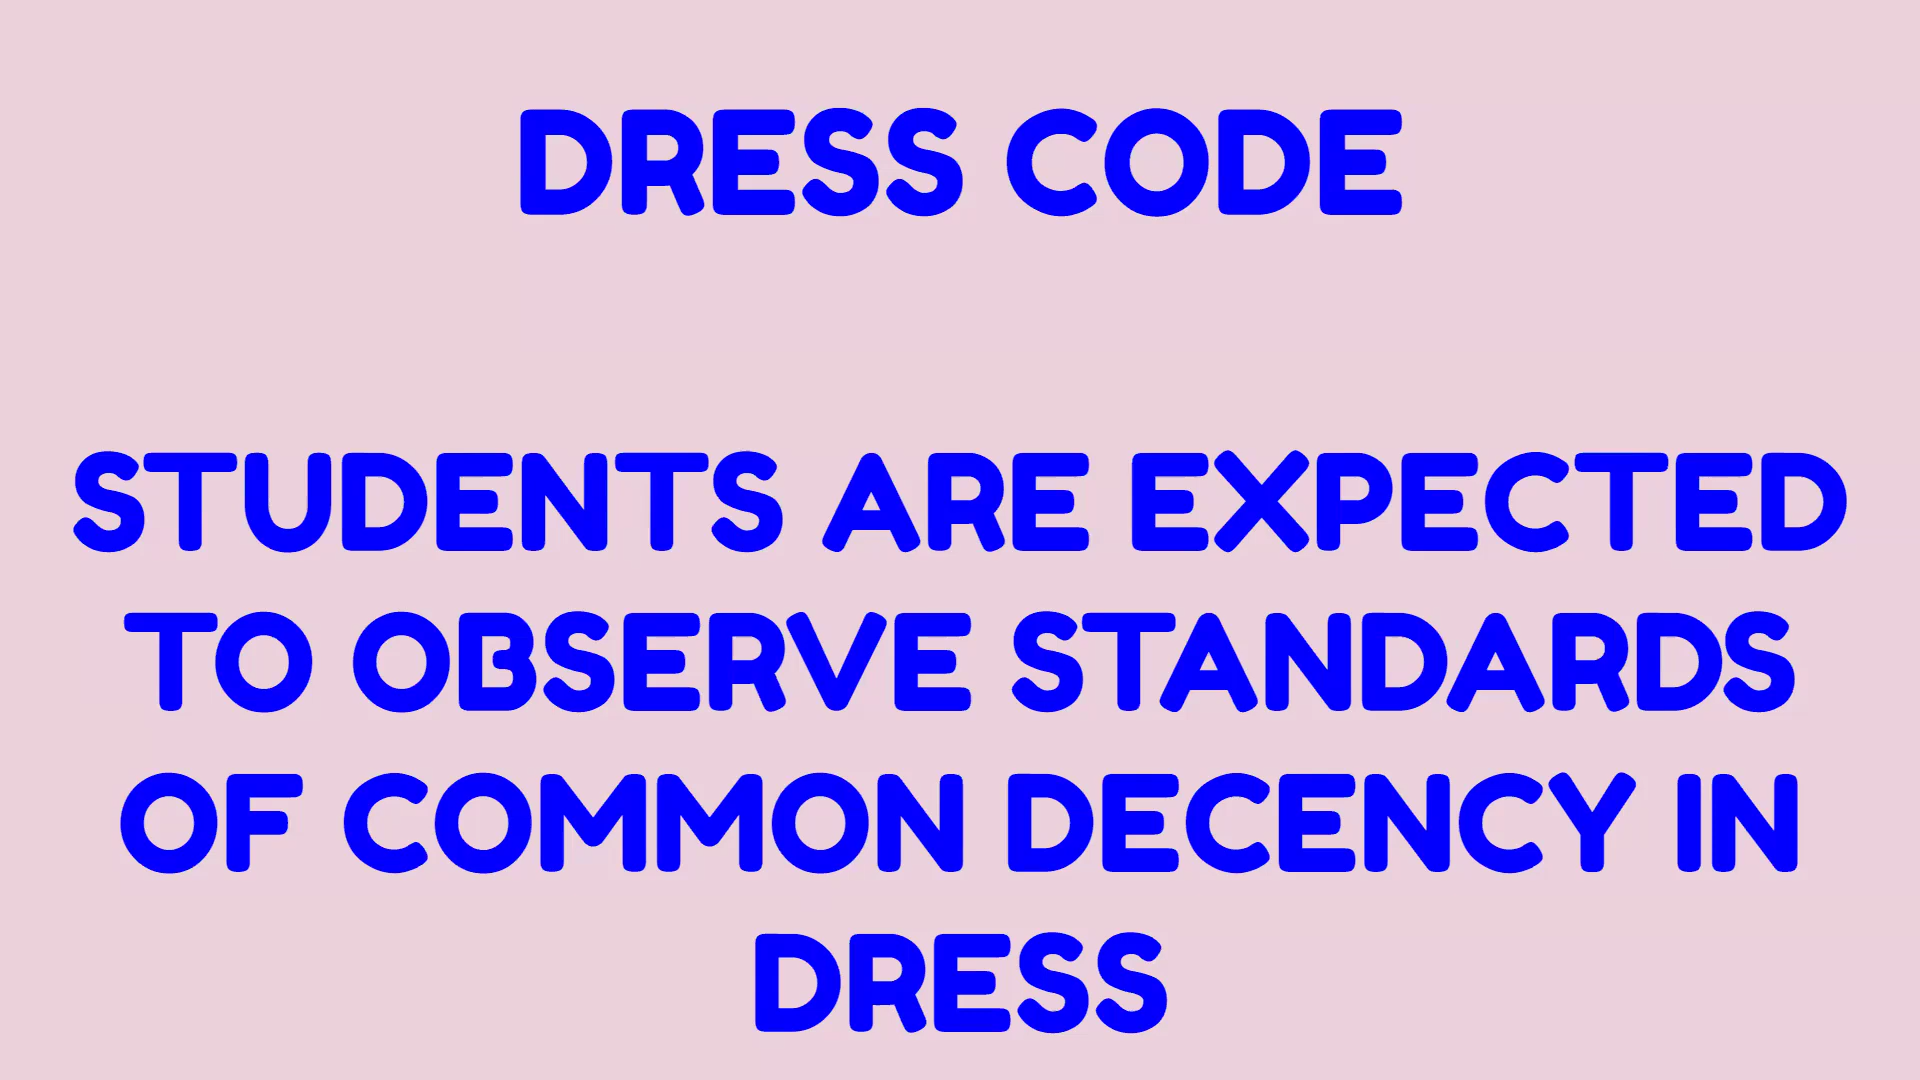 DRESS CODE
STUDENTS ARE EXPECTED
TO OBSERVE STANDARDS
OF COMMON DECENCY IN
DRESS